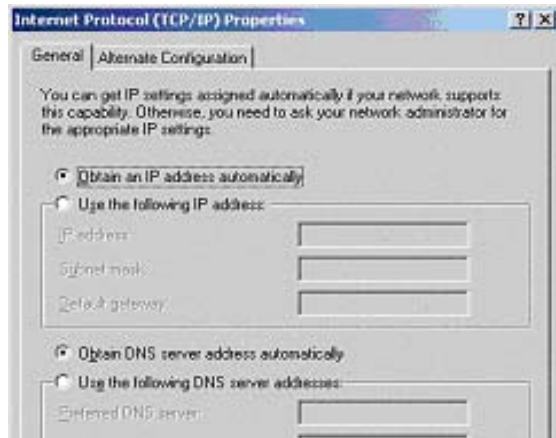 Internet Protocol (TCP/IP) Properties
General
Alternate Configuration
You can get IP settings assigned automatically if your network supports
this capability. Otherwise, you need to ask your network administrator for
the appropriate IP settings.
Obtain an IP address automatically
Use the following IP address:
IP address:
Subnet mask:
Default gateway:
Obtain DNS server address automatically
Use the following DNS server addresses:
Preferred DNS server: